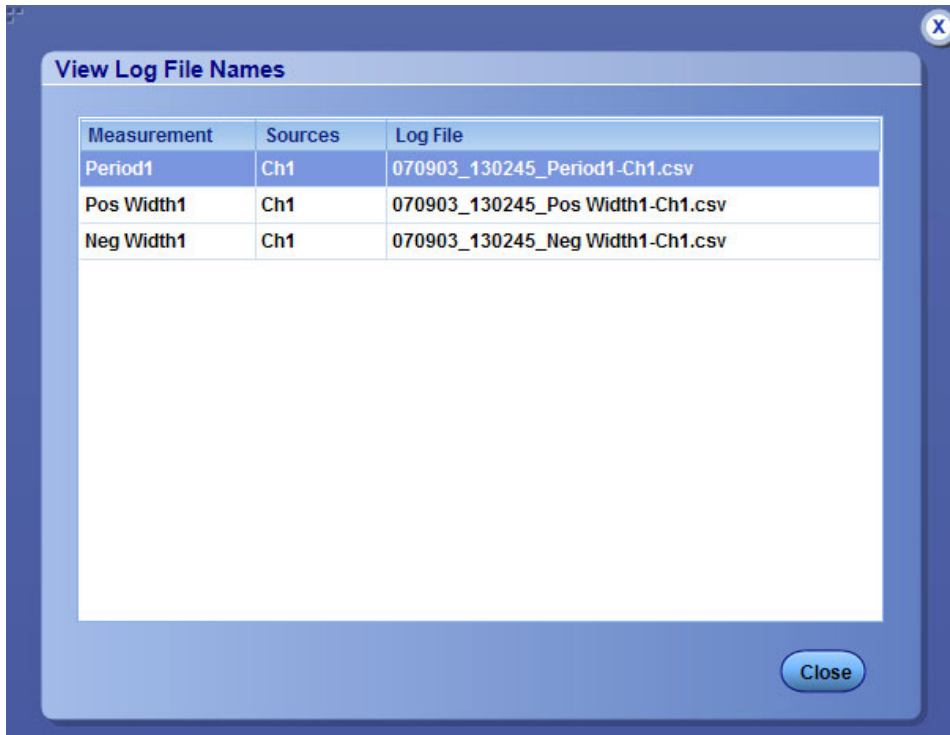 X
View Log File Names
Measurement Sources Log File
Period1 Ch1 070903_130245_Period1-Ch1.csv
Pos Width1 Ch1 070903_130245_Pos Width1-Ch1.csv
Neg Width1 Ch1 070903_130245_Neg Width1-Ch1.csv
Close